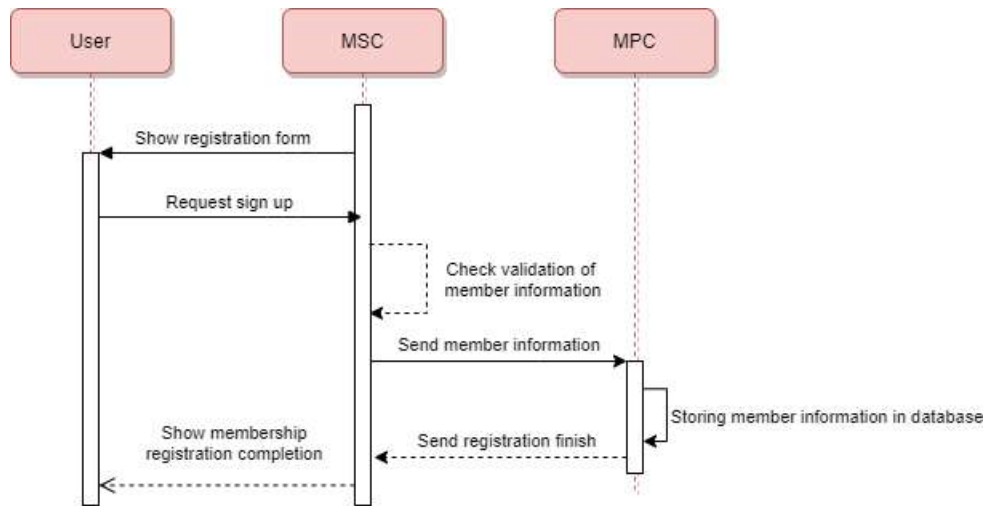 User
MSC
MPC
Show registration form
Request sign up
Check validation of
member information
Send member information
Storing member information in database
Send registration finish
Show membership
registration completion